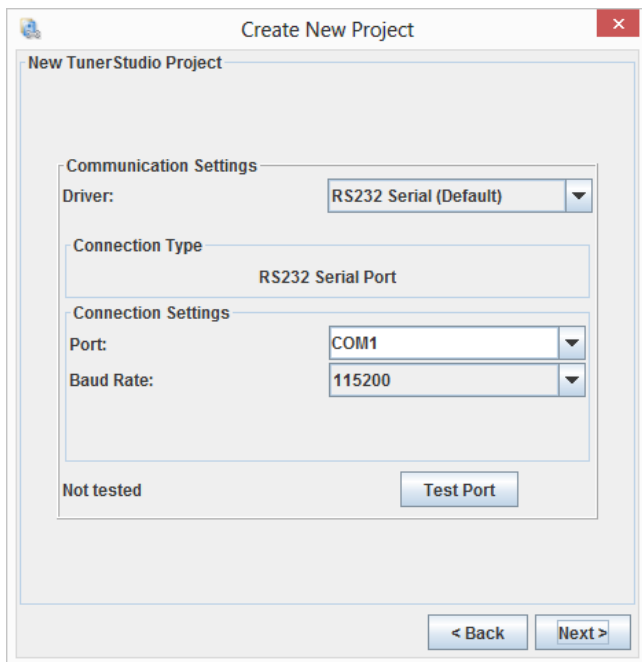 Create New Project
New TunerStudio Project
Communication Settings
Driver: RS232 Serial (Default)
Connection Type
RS232 Serial Port
Connection Settings
Port: COM1
Baud Rate: 115200
Not tested Test Port
< Back Next >